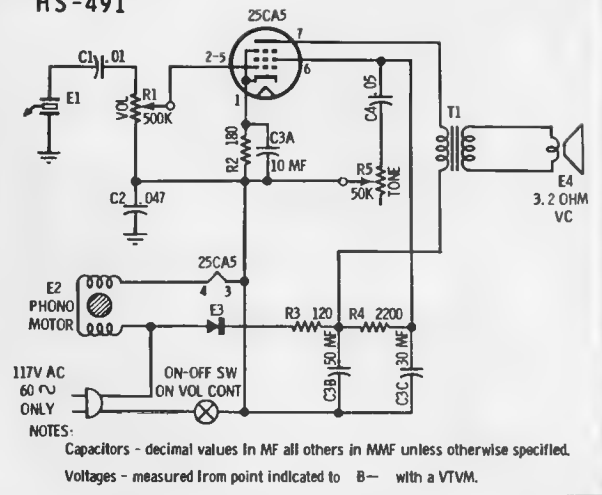 HS-491
25CA5
7
C1 .01
2-5
6
E1
VOL
R1
500K
1
R2 180
C3A
10 MF
C4 .05
T1
R5
50K
TONE
E4
3.2 OHM
VC
C2 .047
25CA5
4 3
E2
PHONO
MOTOR
E3
R3 120
R4 2200
117V AC
60 ~
ONLY
ON-OFF SW
ON VOL CONT
C3B 50 MF
C3C 30 MF
NOTES:
Capacitors - decimal values in MF all others in MMF unless otherwise specified.
Voltages - measured from point indicated to B— with a VTVM.